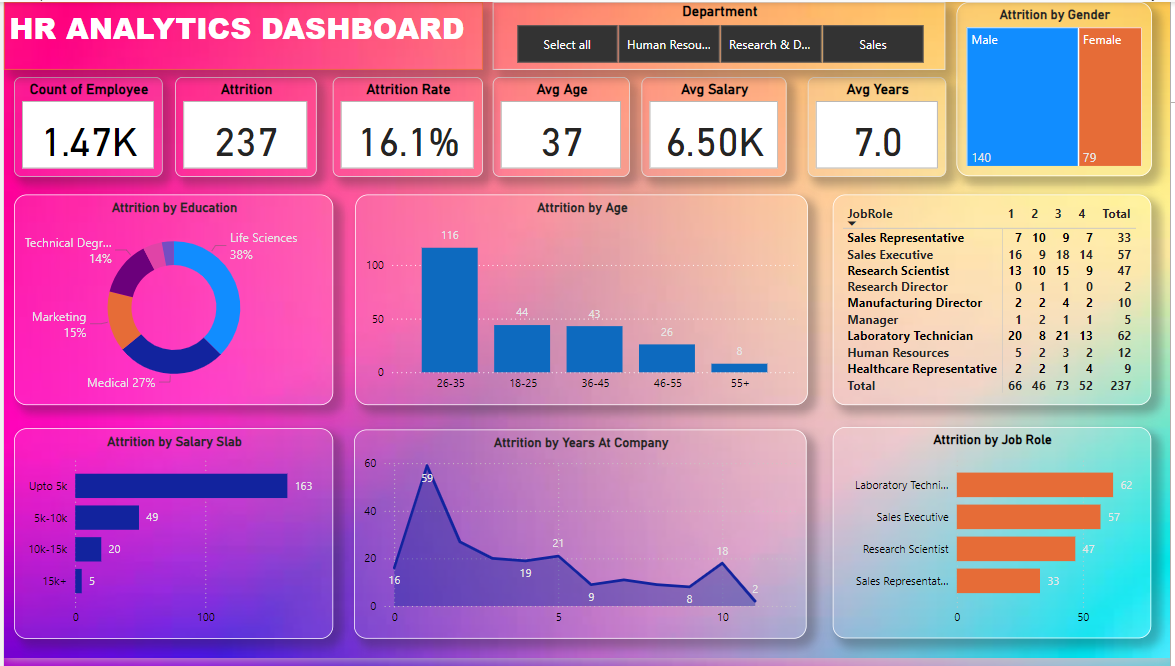 HR ANALYTICS DASHBOARD
Department
Select all
Human Resou...
Research & D...
Sales
Attrition by Gender
Male
Female
140
79
Count of Employee
1.47K
Attrition
237
Attrition Rate
16.1%
Avg Age
37
Avg Salary
6.50K
Avg Years
7.0
Attrition by Education
Life Sciences
38%
Technical Degr...
14%
Marketing
15%
Medical 27%
Attrition by Age
116
44
43
26
8
100
50
0
26-35 18-25 36-45 46-55 55+
JobRole 1 2 3 4 Total
Sales Representative 7 10 9 7 33
Sales Executive 16 9 18 14 57
Research Scientist 13 10 15 9 47
Research Director 0 1 1 0 2
Manufacturing Director 2 2 4 2 10
Manager 1 2 1 1 5
Laboratory Technician 20 8 21 13 62
Human Resources 5 2 3 2 12
Healthcare Representative 2 2 1 4 9
Total 66 46 73 52 237
Attrition by Salary Slab
Upto 5k 163
5k-10k 49
10k-15k 20
15k+ 5
0 100
Attrition by Years At Company
60
40
20
0
16
59
19
21
9
8
18
2
0 5 10
Attrition by Job Role
Laboratory Techni... 62
Sales Executive 57
Research Scientist 47
Sales Representat... 33
0 50